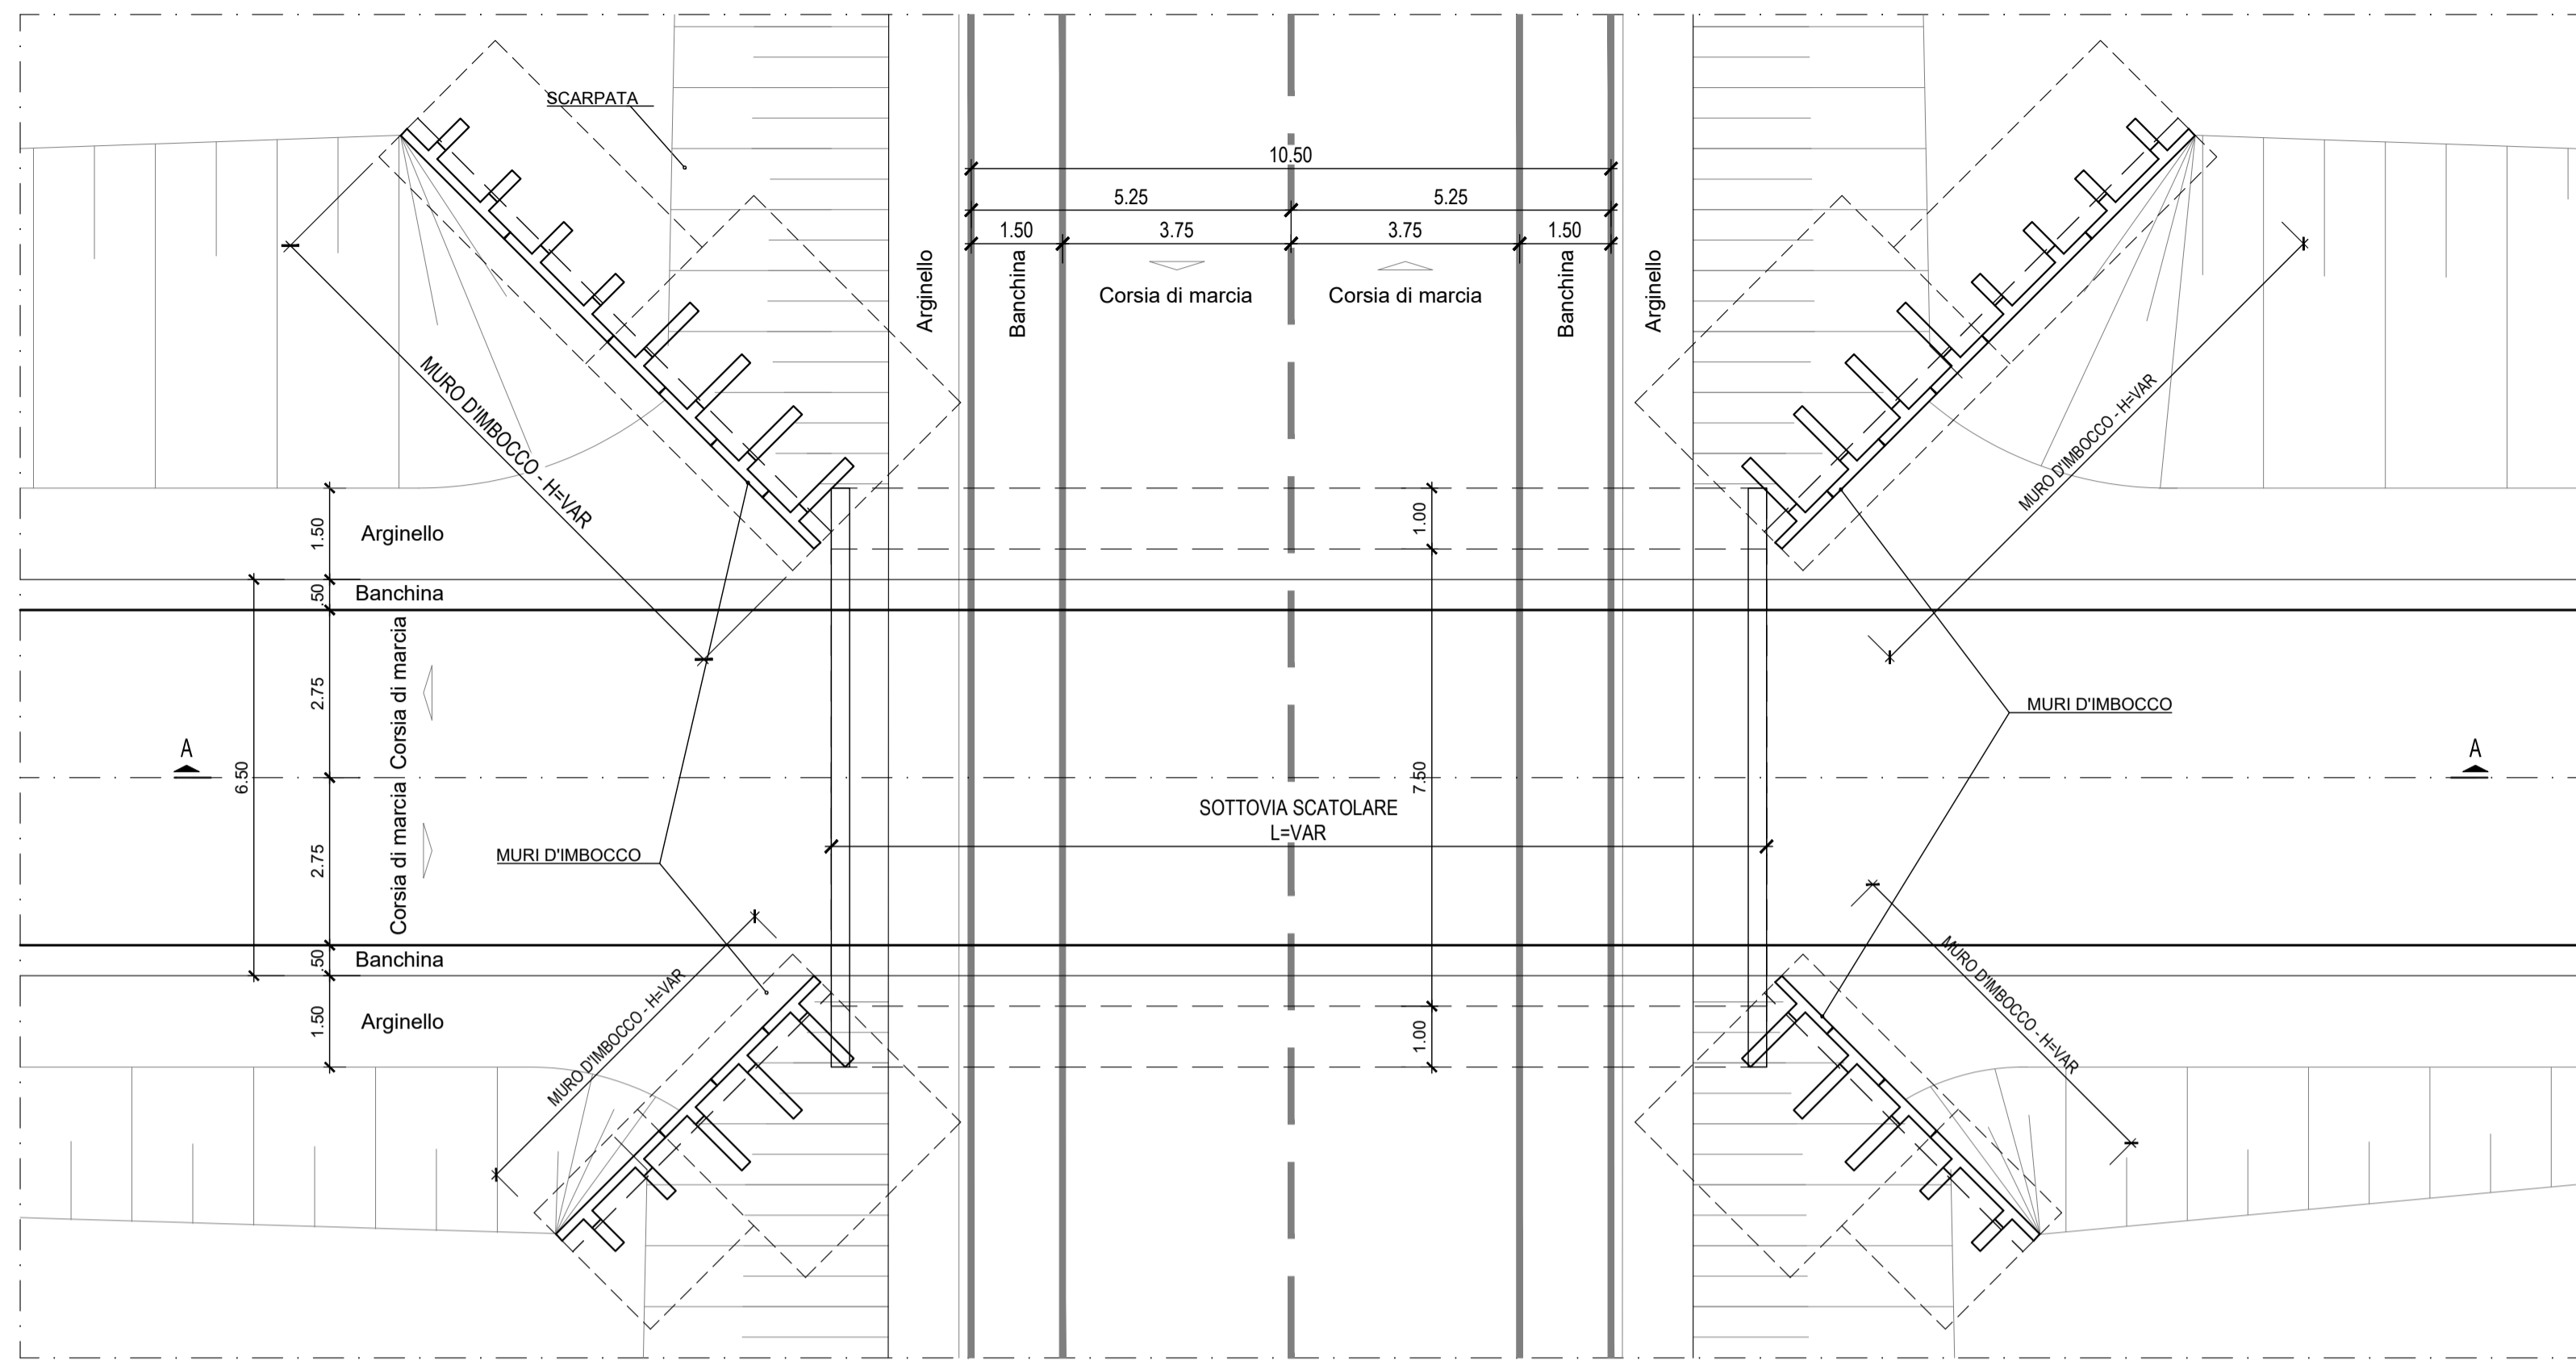 SCARPATA
10.50
5.25
5.25
1.50
3.75
3.75
1.50
Arginello
Banchina
Corsia di marcia
Corsia di marcia
Banchina
Arginello
MURO D'IMBOCCO - H=VAR
MURO D'IMBOCCO - H=VAR
1.50
Arginello
1.00
.50
Banchina
2.75
Corsia di marcia
MURI D'IMBOCCO
A
6.50
7.50
A
SOTTOVIA SCATOLARE
L=VAR
2.75
Corsia di marcia
MURI D'IMBOCCO
.50
Banchina
MURO D'IMBOCCO - H=VAR
MURO D'IMBOCCO - H=VAR
1.50
Arginello
1.00